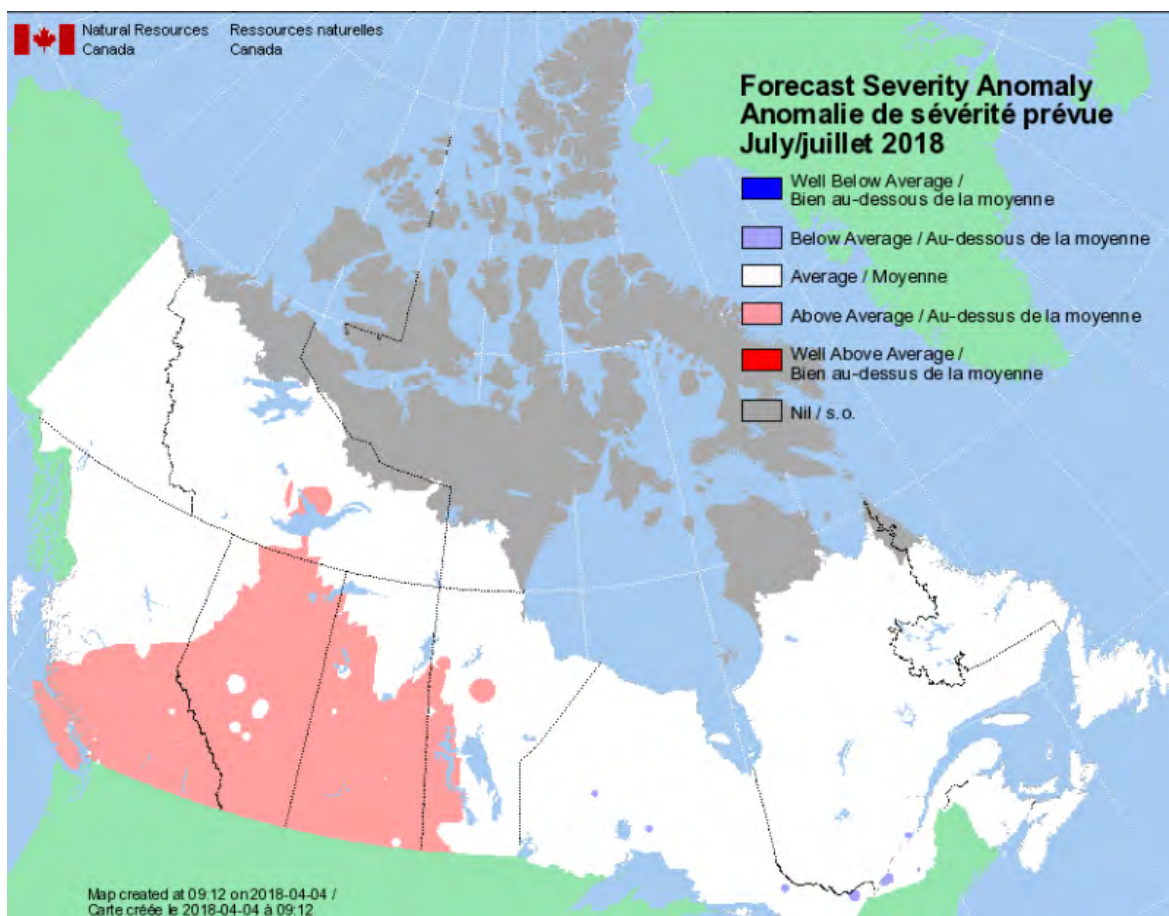 Natural Resources Ressources naturelles
Canada Canada
Forecast Severity Anomaly
Anomalie de sévérité prévue
July/juillet 2018
Well Below Average /
Bien au-dessous de la moyenne
Below Average / Au-dessous de la moyenne
Average / Moyenne
Above Average / Au-dessus de la moyenne
Well Above Average /
Bien au-dessus de la moyenne
Nil / s.o.
Map created at 09:12 on 2018-04-04 /
Carte créée le 2018-04-04 à 09:12